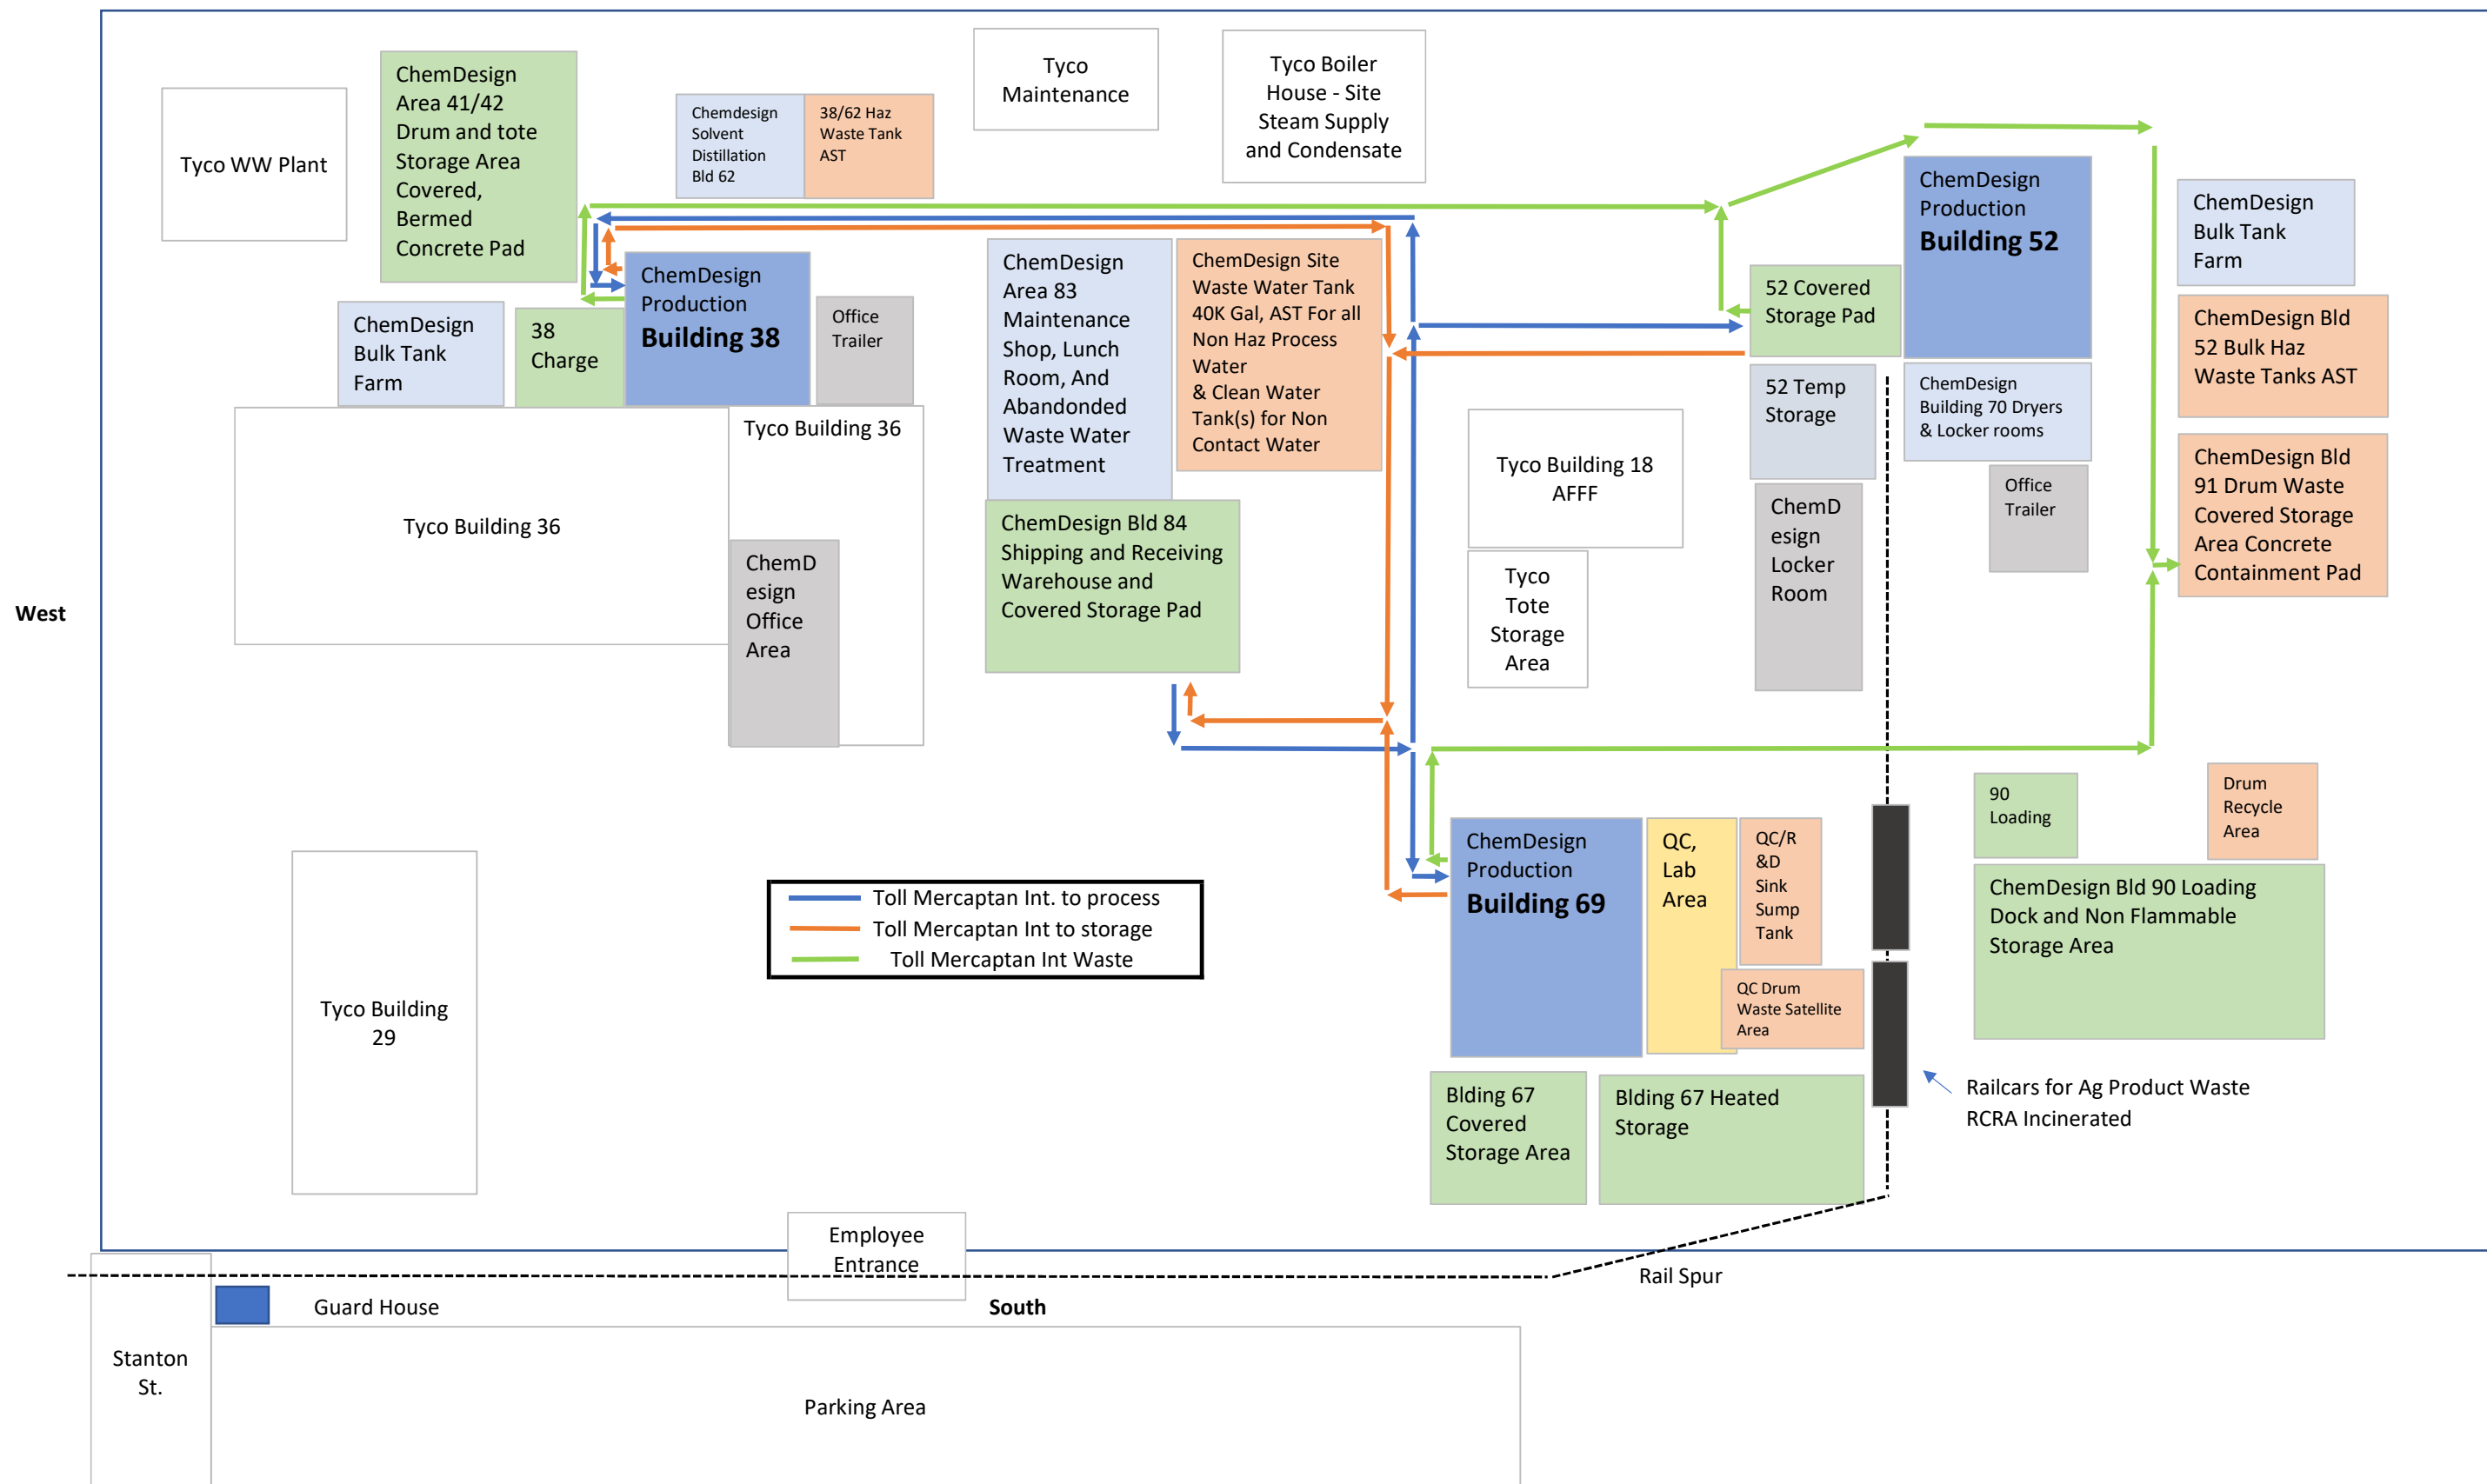 Tyco WW Plant
ChemDesign
Area 41/42
Drum and tote
Storage Area
Covered,
Bermed
Concrete Pad
Chemdesign
Solvent
Distillation
Bld 62
38/62 Haz
Waste Tank
AST
Tyco
Maintenance
Tyco Boiler
House - Site
Steam Supply
and Condensate
ChemDesign
Production
Building 52
ChemDesign
Bulk Tank
Farm
ChemDesign
Bulk Tank
Farm
38
Charge
ChemDesign
Production
Building 38
Office
Trailer
ChemDesign
Area 83
Maintenance
Shop, Lunch
Room, And
Abandonded
Waste Water
Treatment
ChemDesign Site
Waste Water Tank
40K Gal, AST For all
Non Haz Process
Water
& Clean Water
Tank(s) for Non
Contact Water
52 Covered
Storage Pad
ChemDesign Bld
52 Bulk Haz
Waste Tanks AST
52 Temp
Storage
ChemDesign
Building 70 Dryers
& Locker rooms
Tyco Building 36
Tyco Building 36
ChemD
esign
Office
Area
ChemDesign Bld 84
Shipping and Receiving
Warehouse and
Covered Storage Pad
Tyco Building 18
AFFF
Tyco
Tote
Storage
Area
ChemD
esign
Locker
Room
Office
Trailer
ChemDesign Bld
91 Drum Waste
Covered Storage
Area Concrete
Containment Pad
West
90
Loading
Drum
Recycle
Area
ChemDesign
Production
Building 69
QC,
Lab
Area
QC/R
&D
Sink
Sump
Tank
QC Drum
Waste Satellite
Area
ChemDesign Bld 90 Loading
Dock and Non Flammable
Storage Area
Toll Mercaptan Int. to process
Toll Mercaptan Int to storage
Toll Mercaptan Int Waste
Tyco Building
29
Blding 67
Covered
Storage Area
Blding 67 Heated
Storage
Railcars for Ag Product Waste
RCRA Incinerated
Employee
Entrance
Rail Spur
Guard House
South
Stanton
St.
Parking Area